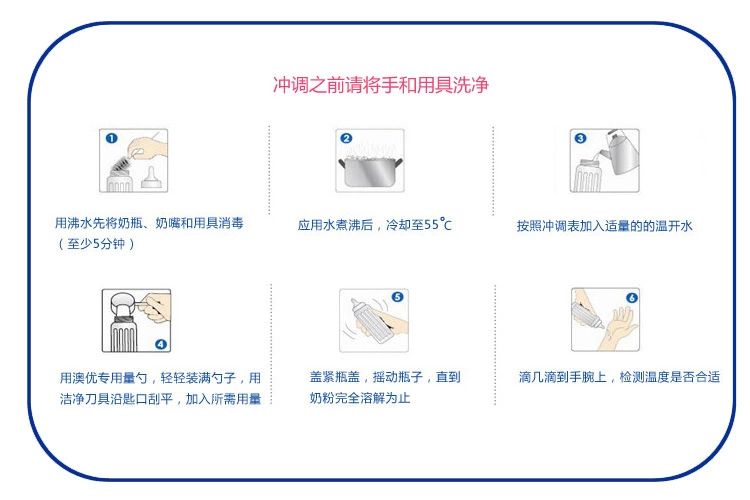 冲调之前请将手和用具洗净
1
2
3
用沸水先将奶瓶、奶嘴和用具消毒
（至少5分钟）
应用水煮沸后，冷却至55℃
按照冲调表加入适量的的温开水
4
5
6
用澳优专用量勺，轻轻装满勺子，用
洁净刀具沿匙口刮平，加入所需用量
盖紧瓶盖，摇动瓶子，直到
奶粉完全溶解为止
滴几滴到手腕上，检测温度是否合适